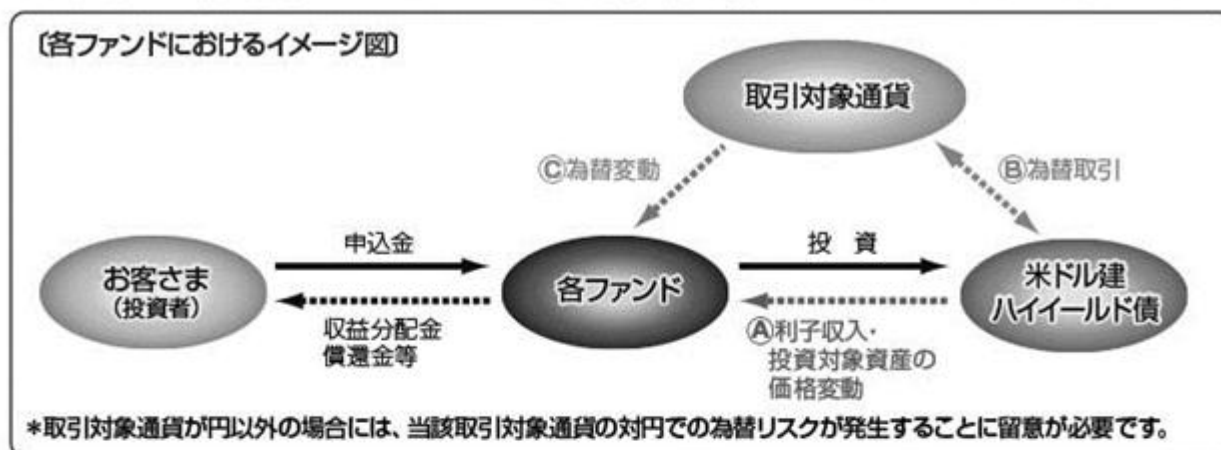 〔各ファンドにおけるイメージ図〕
取引対象通貨
Ⓒ為替変動
Ⓑ為替取引
申込金
投 資
お客さま
(投資者)
各ファンド
米ドル建
ハイイールド債
収益分配金
償還金等
Ⓐ利子収入・
投資対象資産の
価格変動
*取引対象通貨が円以外の場合には、当該取引対象通貨の対円での為替リスクが発生することに留意が必要です。